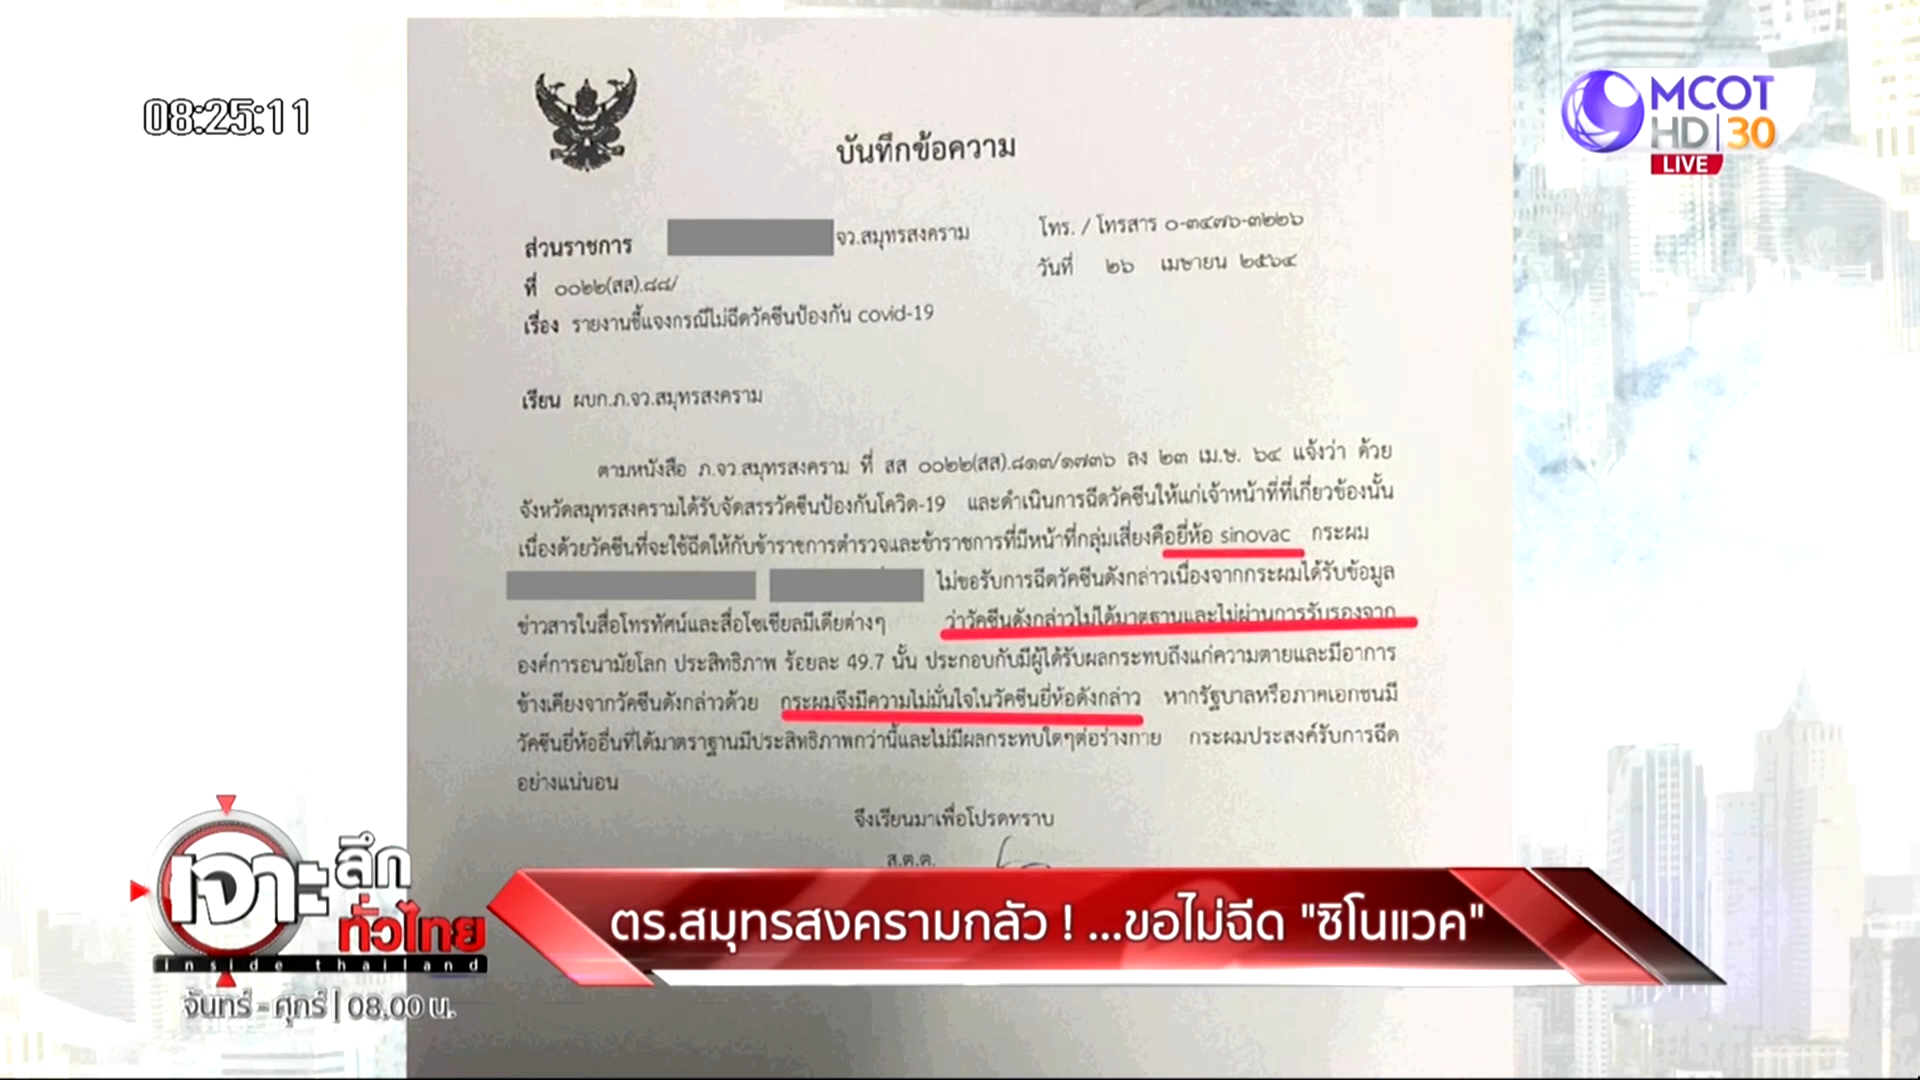 08:25:11
MCOT
HD|30
LIVE
บันทึกข้อความ
ส่วนราชการ จว.สมุทรสงคราม โทร. / โทรสาร ๐-๓๔๗๖-๓๒๒๖
ที่ ๐๐๒๒(สส).๘๘/ วันที่ ๒๖ เมษายน ๒๕๖๔
เรื่อง รายงานชี้แจงกรณีไม่ฉีดวัคซีนป้องกัน covid-19
เรียน ผบก.ภ.จว.สมุทรสงคราม
ตามหนังสือ ภ.จว.สมุทรสงคราม ที่ สส ๐๐๒๒(สส).๘๑๓/๑๗๓๖ ลง ๒๓ เม.ษ. ๖๔ แจ้งว่า ด้วย
จังหวัดสมุทรสงครามได้รับจัดสรรวัคซีนป้องกันโควิด-19 และดำเนินการฉีดวัคซีนให้แก่เจ้าหน้าที่ที่เกี่ยวข้องนั้น
เนื่องด้วยวัคซีนที่จะใช้ฉีดให้กับข้าราชการตำรวจและข้าราชการที่มีหน้าที่กลุ่มเสี่ยงคือยี่ห้อ sinovac กระผม
ไม่ขอรับการฉีดวัคซีนดังกล่าวเนื่องจากกระผมได้รับข้อมูล
ข่าวสารในสื่อโทรทัศน์และสื่อโซเชียลมีเดียต่างๆ ว่าวัคซีนดังกล่าวไม่ได้มาตฐานและไม่ผ่านการรับรองจาก
องค์การอนามัยโลก ประสิทธิภาพ ร้อยละ 49.7 นั้น ประกอบกับมีผู้ได้รับผลกระทบถึงแก่ความตายและมีอาการ
ข้างเคียงจากวัคซีนดังกล่าวด้วย กระผมจึงมีความไม่มั่นใจในวัคซีนยี่ห้อดังกล่าว หากรัฐบาลหรือภาคเอกชนมี
วัคซีนยี่ห้ออื่นที่ได้มาตราฐานมีประสิทธิภาพกว่านี้และไม่มีผลกระทบใดๆต่อร่างกาย กระผมประสงค์รับการฉีด
อย่างแน่นอน
จึงเรียนมาเพื่อโปรดทราบ
ส.ต.ต.
เจาะลึกทั่วไทย
inside thailand
จันทร์ - ศุกร์ | 08.00 น.
ตร.สมุทรสงครามกลัว ! ...ขอไม่ฉีด "ซิโนแวค"